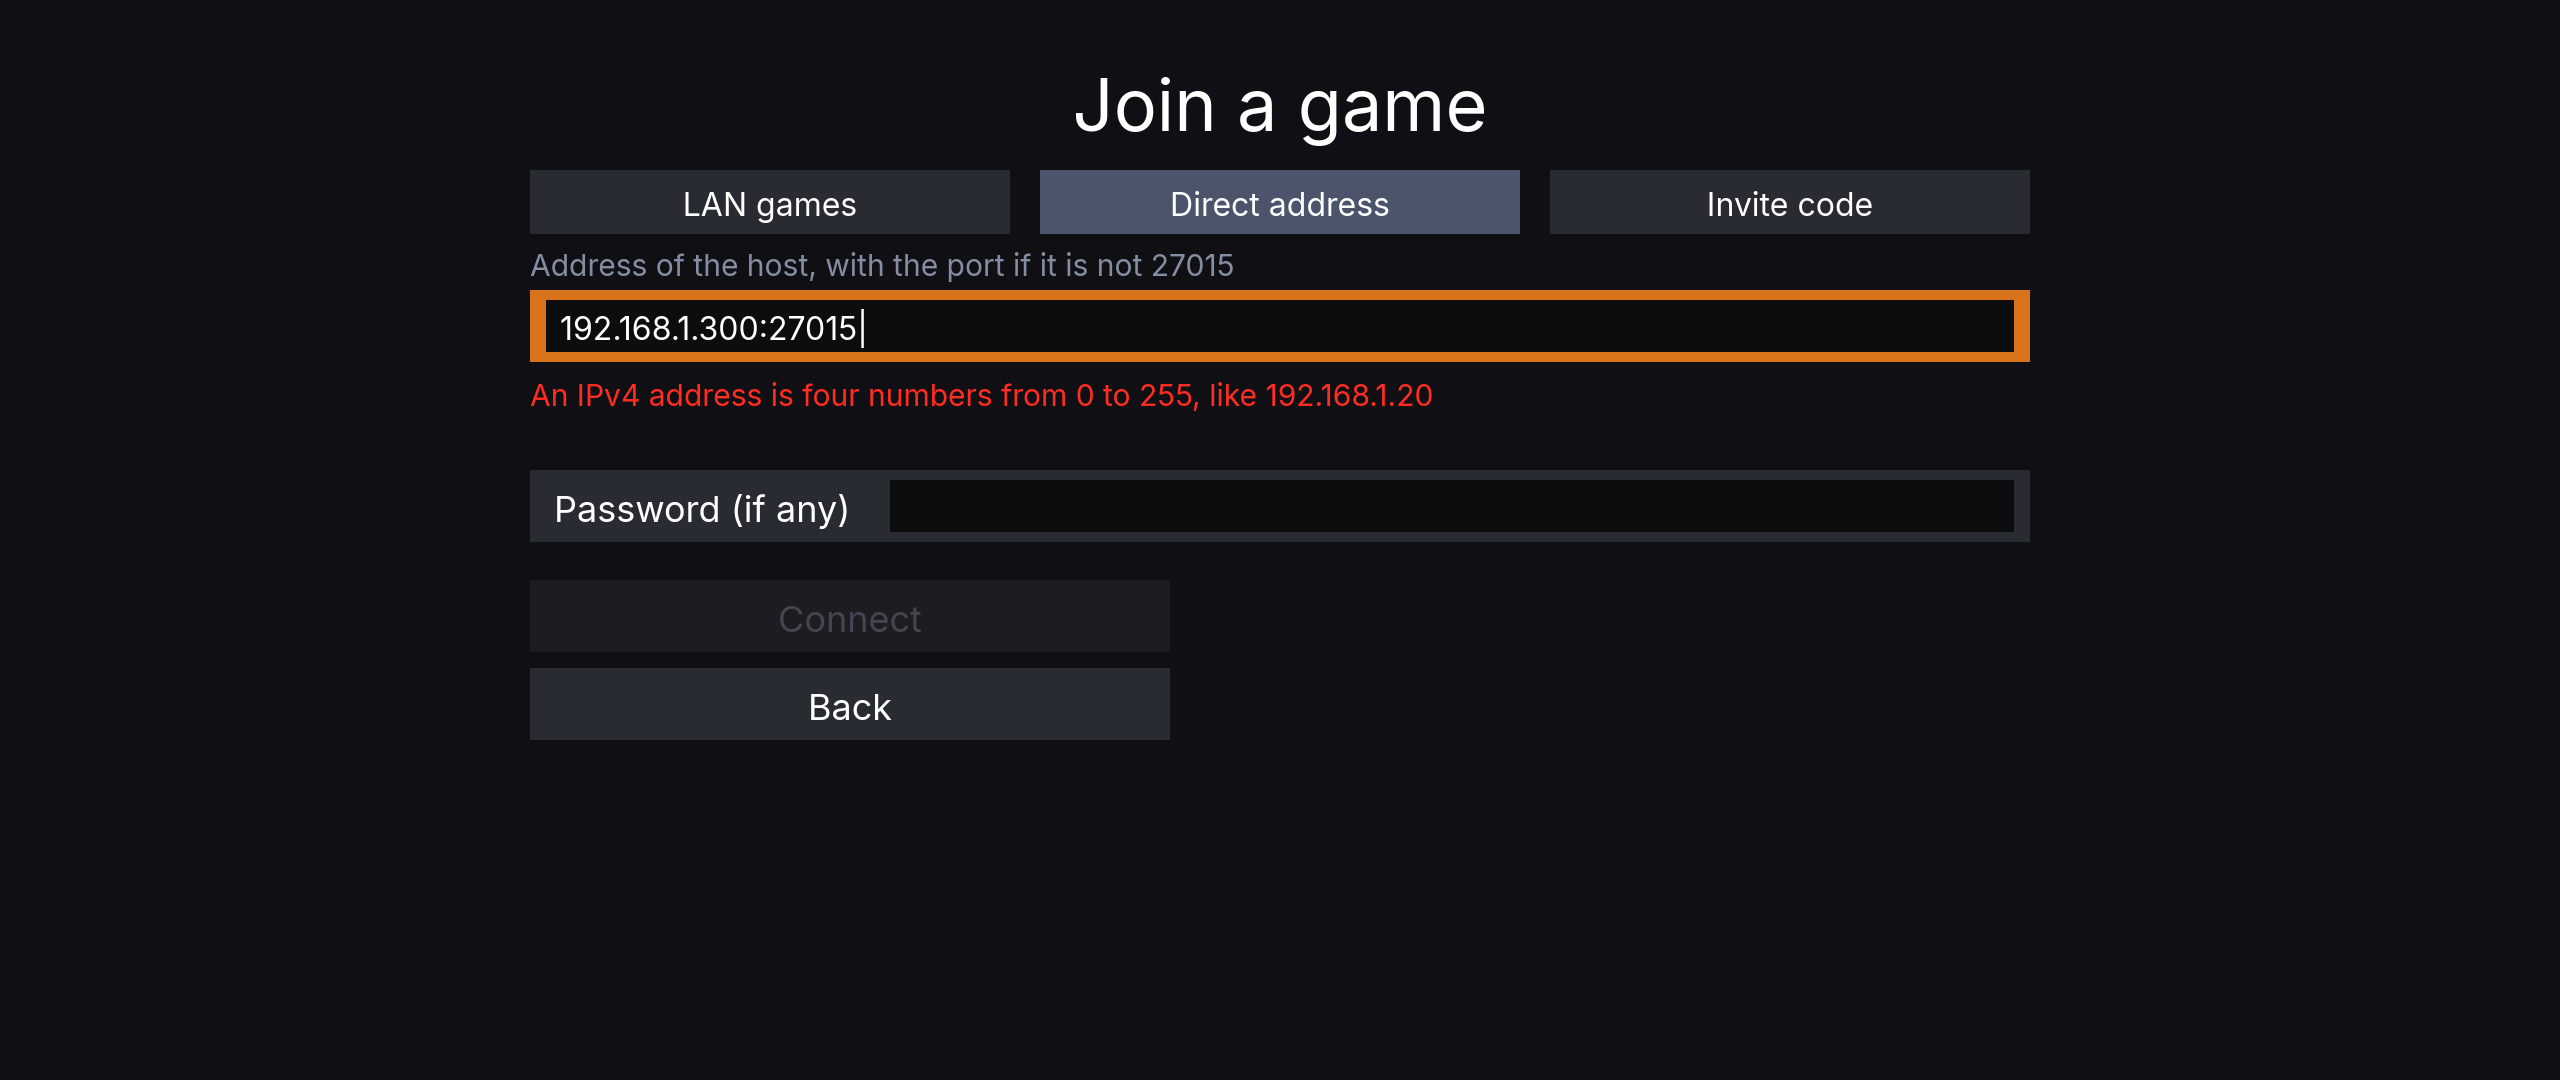 Join a game
LAN games
Direct address
Invite code
Address of the host, with the port if it is not 27015
192.168.1.300:27015
An IPv4 address is four numbers from 0 to 255, like 192.168.1.20
Password (if any)
Connect
Back